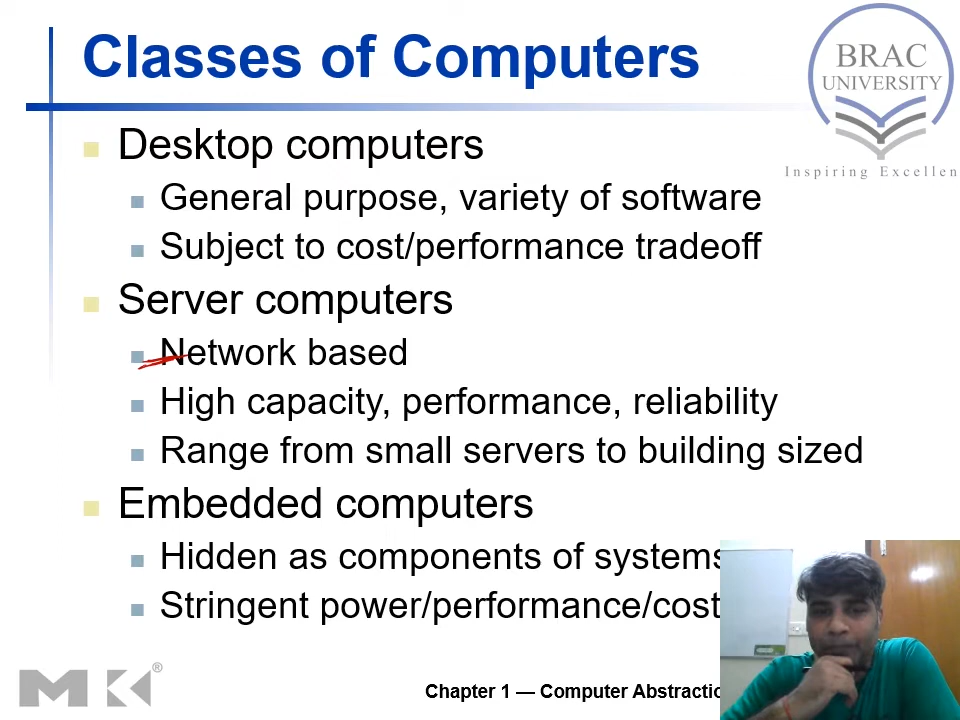 Classes of Computers
BRAC
UNIVERSITY
Inspiring Excellen
Desktop computers
General purpose, variety of software
Subject to cost/performance tradeoff
Server computers
Network based
High capacity, performance, reliability
Range from small servers to building sized
Embedded computers
Hidden as components of systems
Stringent power/performance/cost
MK®
Chapter 1 — Computer Abstractio